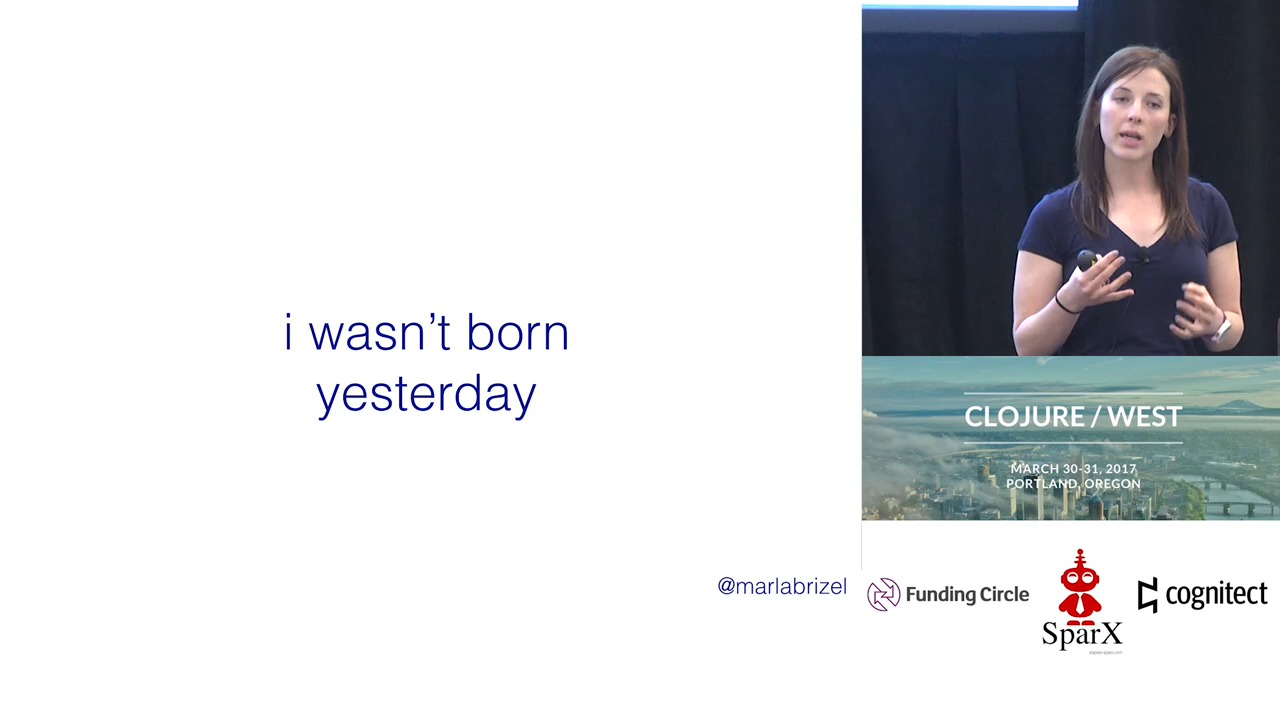 i wasn't born
yesterday
@marlabrizel
CLOJURE / WEST
MARCH 30-31, 2017
PORTLAND, OREGON
Funding Circle
SparX
cognitect